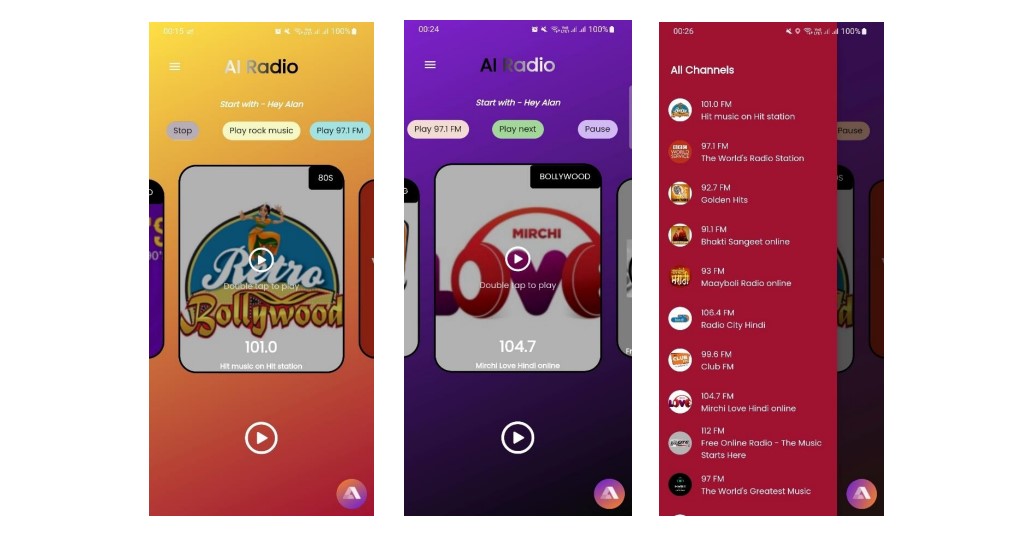 00:15
100%
AI Radio
Start with - Hey Alan
Stop
Play rock music
Play 97.1 FM
80S
Retro
Bollywood
Double tap to play
101.0
Hit music on Hit station
00:24
100%
AI Radio
Start with - Hey Alan
Play 97.1 FM
Play next
Pause
BOLLYWOOD
MIRCHI
LOVE
Double tap to play
104.7
Mirchi Love Hindi online
00:26
100%
All Channels
Pause
101.0 FM
Hit music on Hit station
BBC
WORLD
SERVICE
97.1 FM
The World's Radio Station
92.7 FM
Golden Hits
91.1 FM
Bhakti Sangeet online
मराठी
93 FM
Maayboli Radio online
106.4 FM
Radio City Hindi
CLUB
99.6 FM
Club FM
LOVE
104.7 FM
Mirchi Love Hindi online
112 FM
Free Online Radio - The Music
Starts Here
97 FM
The World's Greatest Music